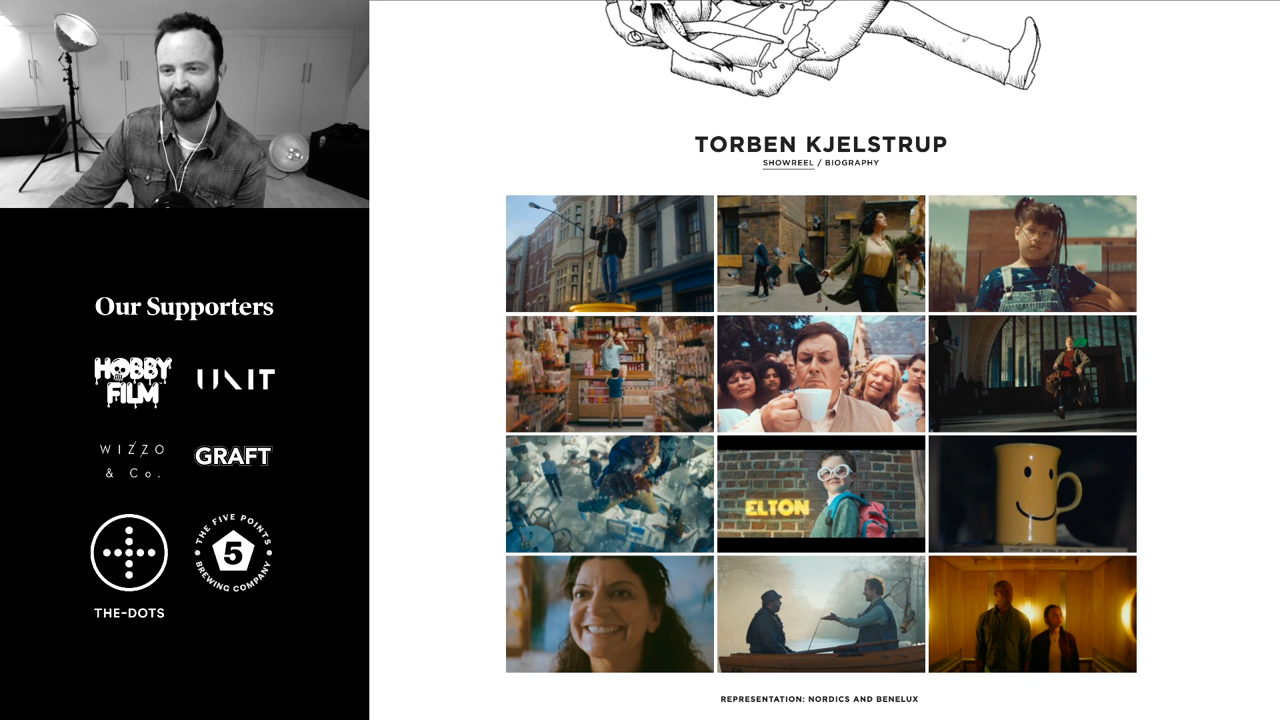 Our Supporters
HOBBY
FILM
UNIT
WIZZO
& Co.
GRAFT
THE-DOTS
THE FIVE POINTS
5
BREWING COMPANY
TORBEN KJELSTRUP
SHOWREEL / BIOGRAPHY
ELTON
REPRESENTATION: NORDICS AND BENELUX